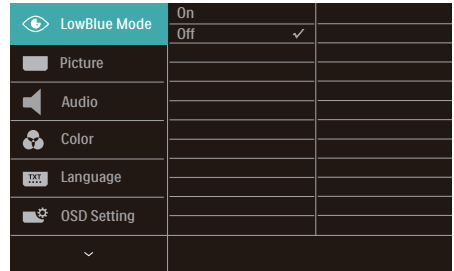 LowBlue Mode
On
Off
Picture
Audio
Color
TXT
Language
OSD Setting